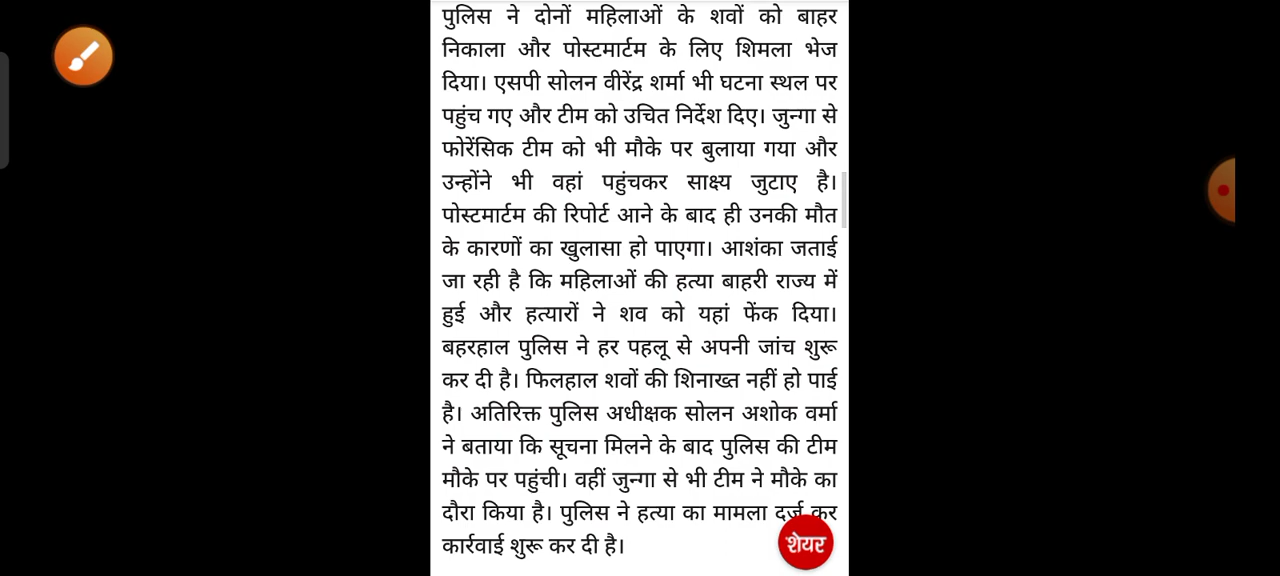 पुलिस ने दोनों महिलाओं के शवों को बाहर
निकाला और पोस्टमार्टम के लिए शिमला भेज
दिया। एसपी सोलन वीरेंद्र शर्मा भी घटना स्थल पर
पहुंच गए और टीम को उचित निर्देश दिए। जुन्गा से
फोरेंसिक टीम को भी मौके पर बुलाया गया और
उन्होंने भी वहां पहुंचकर साक्ष्य जुटाए है।
पोस्टमार्टम की रिपोर्ट आने के बाद ही उनकी मौत
के कारणों का खुलासा हो पाएगा। आशंका जताई
जा रही है कि महिलाओं की हत्या बाहरी राज्य में
हुई और हत्यारों ने शव को यहां फेंक दिया।
बहरहाल पुलिस ने हर पहलू से अपनी जांच शुरू
कर दी है। फिलहाल शवों की शिनाख्त नहीं हो पाई
है। अतिरिक्त पुलिस अधीक्षक सोलन अशोक वर्मा
ने बताया कि सूचना मिलने के बाद पुलिस की टीम
मौके पर पहुंची। वहीं जुन्गा से भी टीम ने मौके का
दौरा किया है। पुलिस ने हत्या का मामला दर्ज कर
कार्रवाई शुरू कर दी है।
शेयर